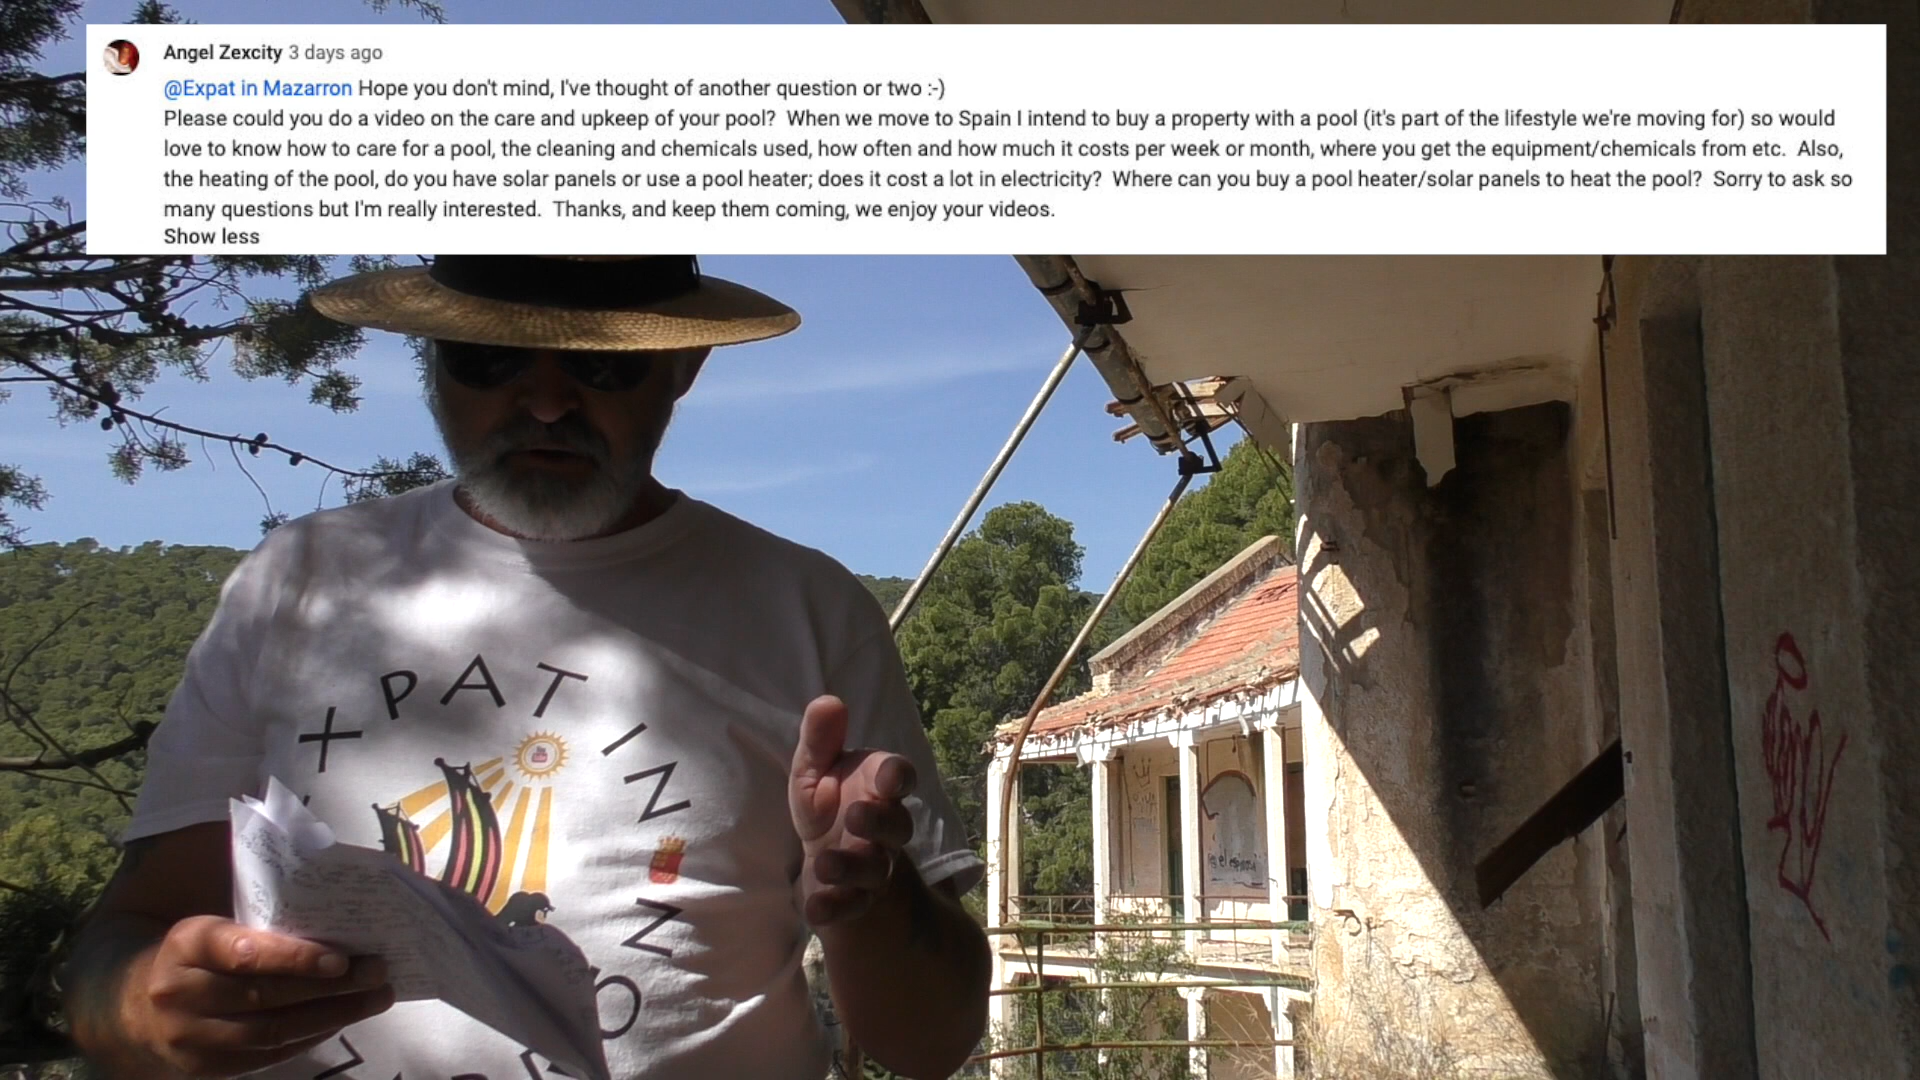 Angel Zexcity 3 days ago
@Expat in Mazarron Hope you don't mind, I've thought of another question or two :-)
Please could you do a video on the care and upkeep of your pool?  When we move to Spain I intend to buy a property with a pool (it's part of the lifestyle we're moving for) so would
love to know how to care for a pool, the cleaning and chemicals used, how often and how much it costs per week or month, where you get the equipment/chemicals from etc.  Also,
the heating of the pool, do you have solar panels or use a pool heater; does it cost a lot in electricity?  Where can you buy a pool heater/solar panels to heat the pool?  Sorry to ask so
many questions but I'm really interested.  Thanks, and keep them coming, we enjoy your videos.
Show less
XPAT IN